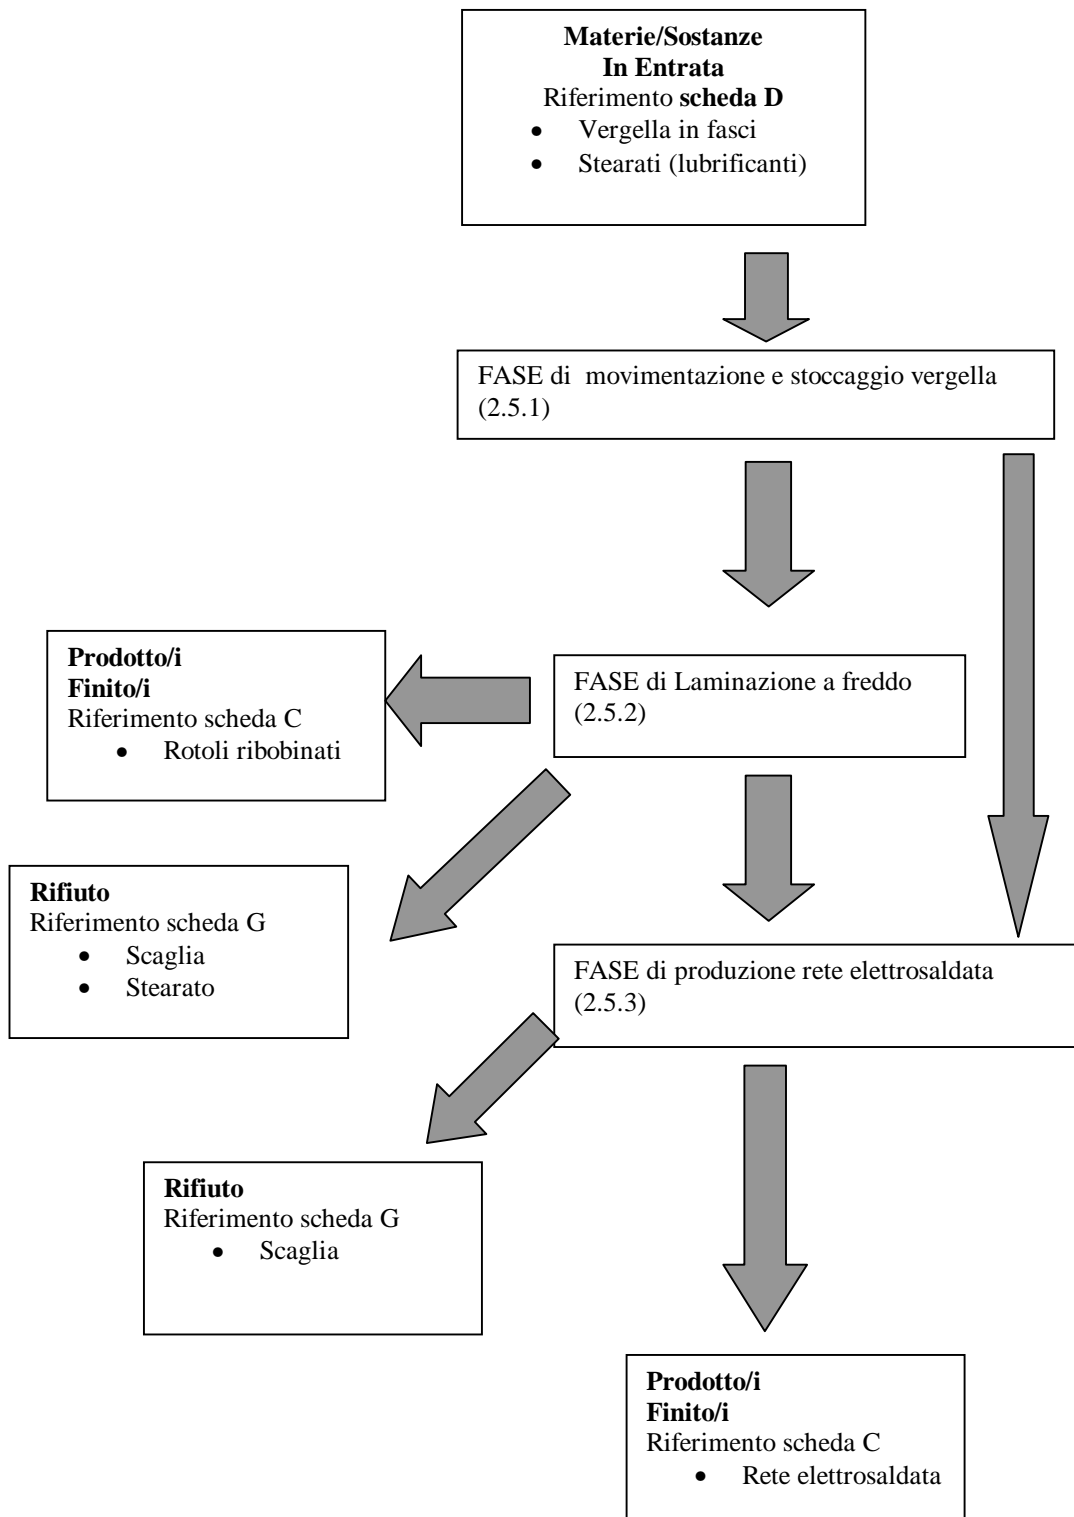 Materie/Sostanze
In Entrata
Riferimento scheda D
• Vergella in fasci
• Stearati (lubrificanti)
FASE di movimentazione e stoccaggio vergella
(2.5.1)
Prodotto/i
Finito/i
Riferimento scheda C
• Rotoli ribobinati
FASE di Laminazione a freddo
(2.5.2)
Rifiuto
Riferimento scheda G
• Scaglia
• Stearato
FASE di produzione rete elettrosaldata
(2.5.3)
Rifiuto
Riferimento scheda G
• Scaglia
Prodotto/i
Finito/i
Riferimento scheda C
• Rete elettrosaldata